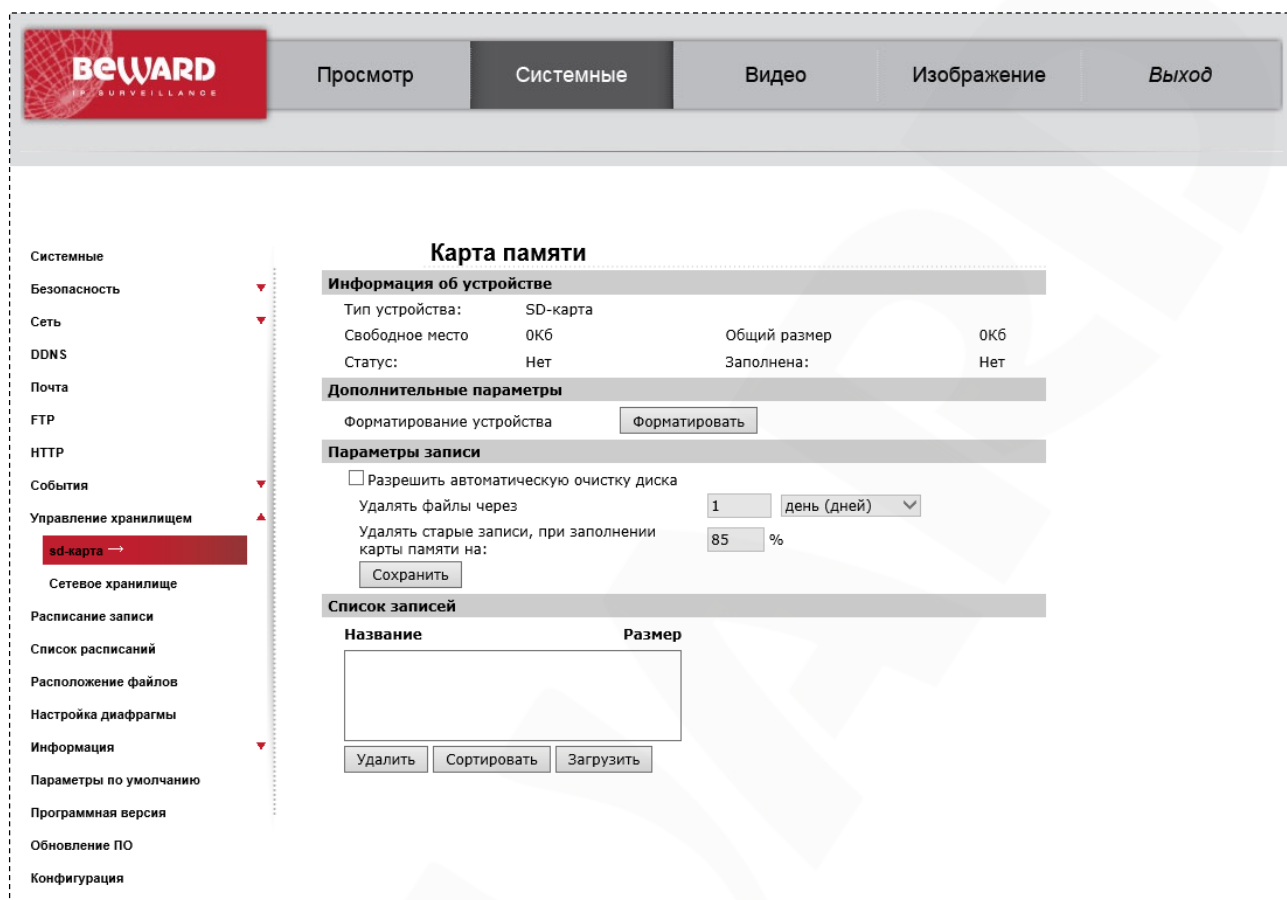 BEWARD
IP SURVEILLANCE
Просмотр
Системные
Видео
Изображение
Выход
Системные
Безопасность
Сеть
DDNS
Почта
FTP
HTTP
События
Управление хранилищем
sd-карта →
Сетевое хранилище
Расписание записи
Список расписаний
Расположение файлов
Настройка диафрагмы
Информация
Параметры по умолчанию
Программная версия
Обновление ПО
Конфигурация
Карта памяти
Информация об устройстве
Тип устройства: SD-карта
Свободное место 0Кб Общий размер 0Кб
Статус: Нет Заполнена: Нет
Дополнительные параметры
Форматирование устройства Форматировать
Параметры записи
Разрешить автоматическую очистку диска
Удалять файлы через 1 день (дней)
Удалять старые записи, при заполнении
карты памяти на: 85 %
Сохранить
Список записей
Название Размер
Удалить Сортировать Загрузить